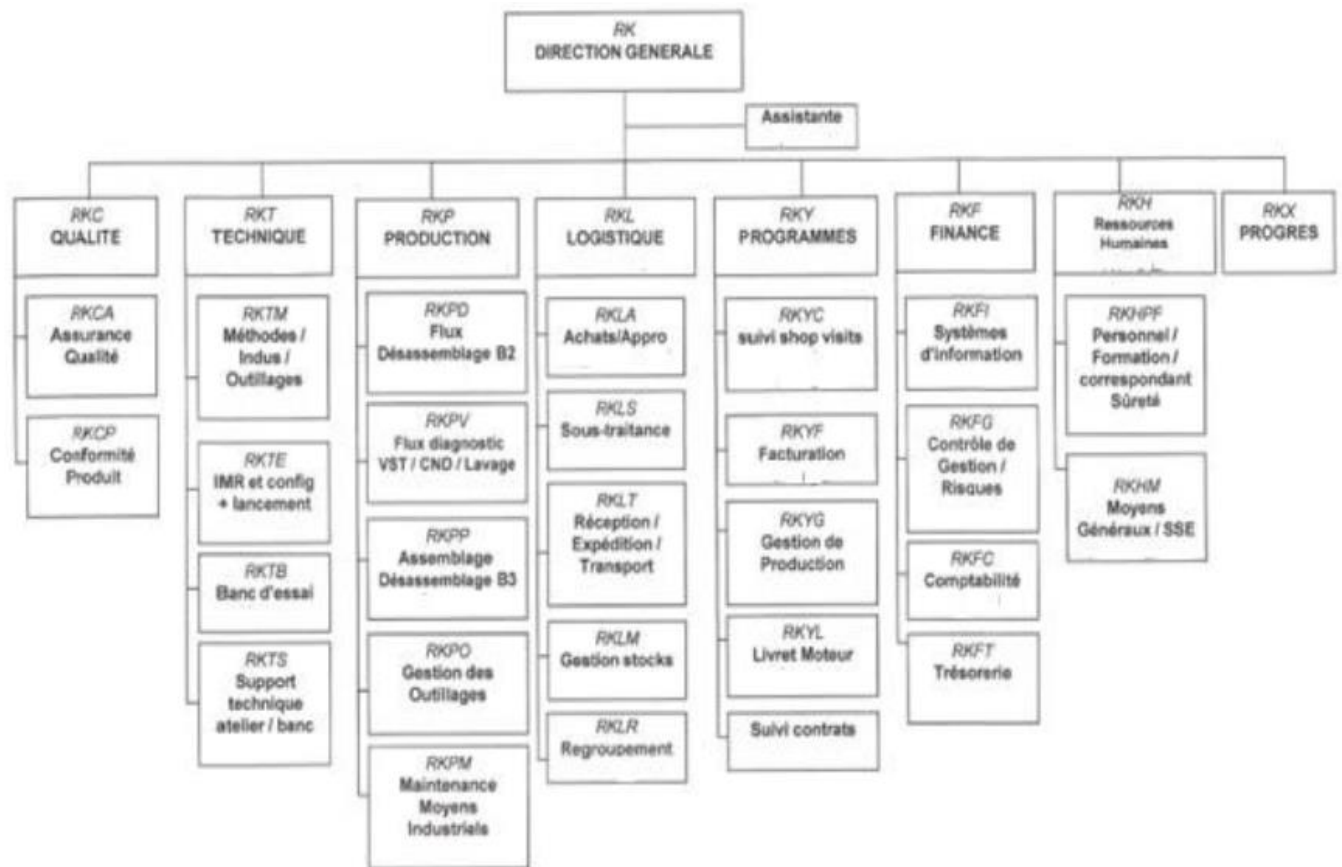 RK
DIRECTION GENERALE
Assistante
RKC
QUALITE
RKCA
Assurance
Qualité
RKCP
Conformité
Produit
RKT
TECHNIQUE
RKTM
Méthodes /
Indus /
Outillages
RKTE
IMR et config
+ lancement
RKTB
Banc d'essai
RKTS
Support
technique
atelier / banc
RKP
PRODUCTION
RKPD
Flux
Désassemblage B2
RKPV
Flux diagnostic
VST / CND / Lavage
RKPP
Assemblage
Désassemblage B3
RKPO
Gestion des
Outillages
RKPM
Maintenance
Moyens
Industriels
RKL
LOGISTIQUE
RKLA
Achats/Appro
RKLS
Sous-traitance
RKLT
Réception /
Expédition /
Transport
RKLM
Gestion stocks
RKLR
Regroupement
RKY
PROGRAMMES
RKYC
suivi shop visits
RKYF
Facturation
RKYG
Gestion de
Production
RKYL
Livret Moteur
Suivi contrats
RKF
FINANCE
RKFI
Systèmes
d'information
RKFG
Contrôle de
Gestion /
Risques
RKFC
Comptabilité
RKFT
Trésorerie
RKH
Ressources
Humaines
RKHPF
Personnel /
Formation /
correspondant
Sûreté
RKHM
Moyens
Généraux / SSE
RKX
PROGRES